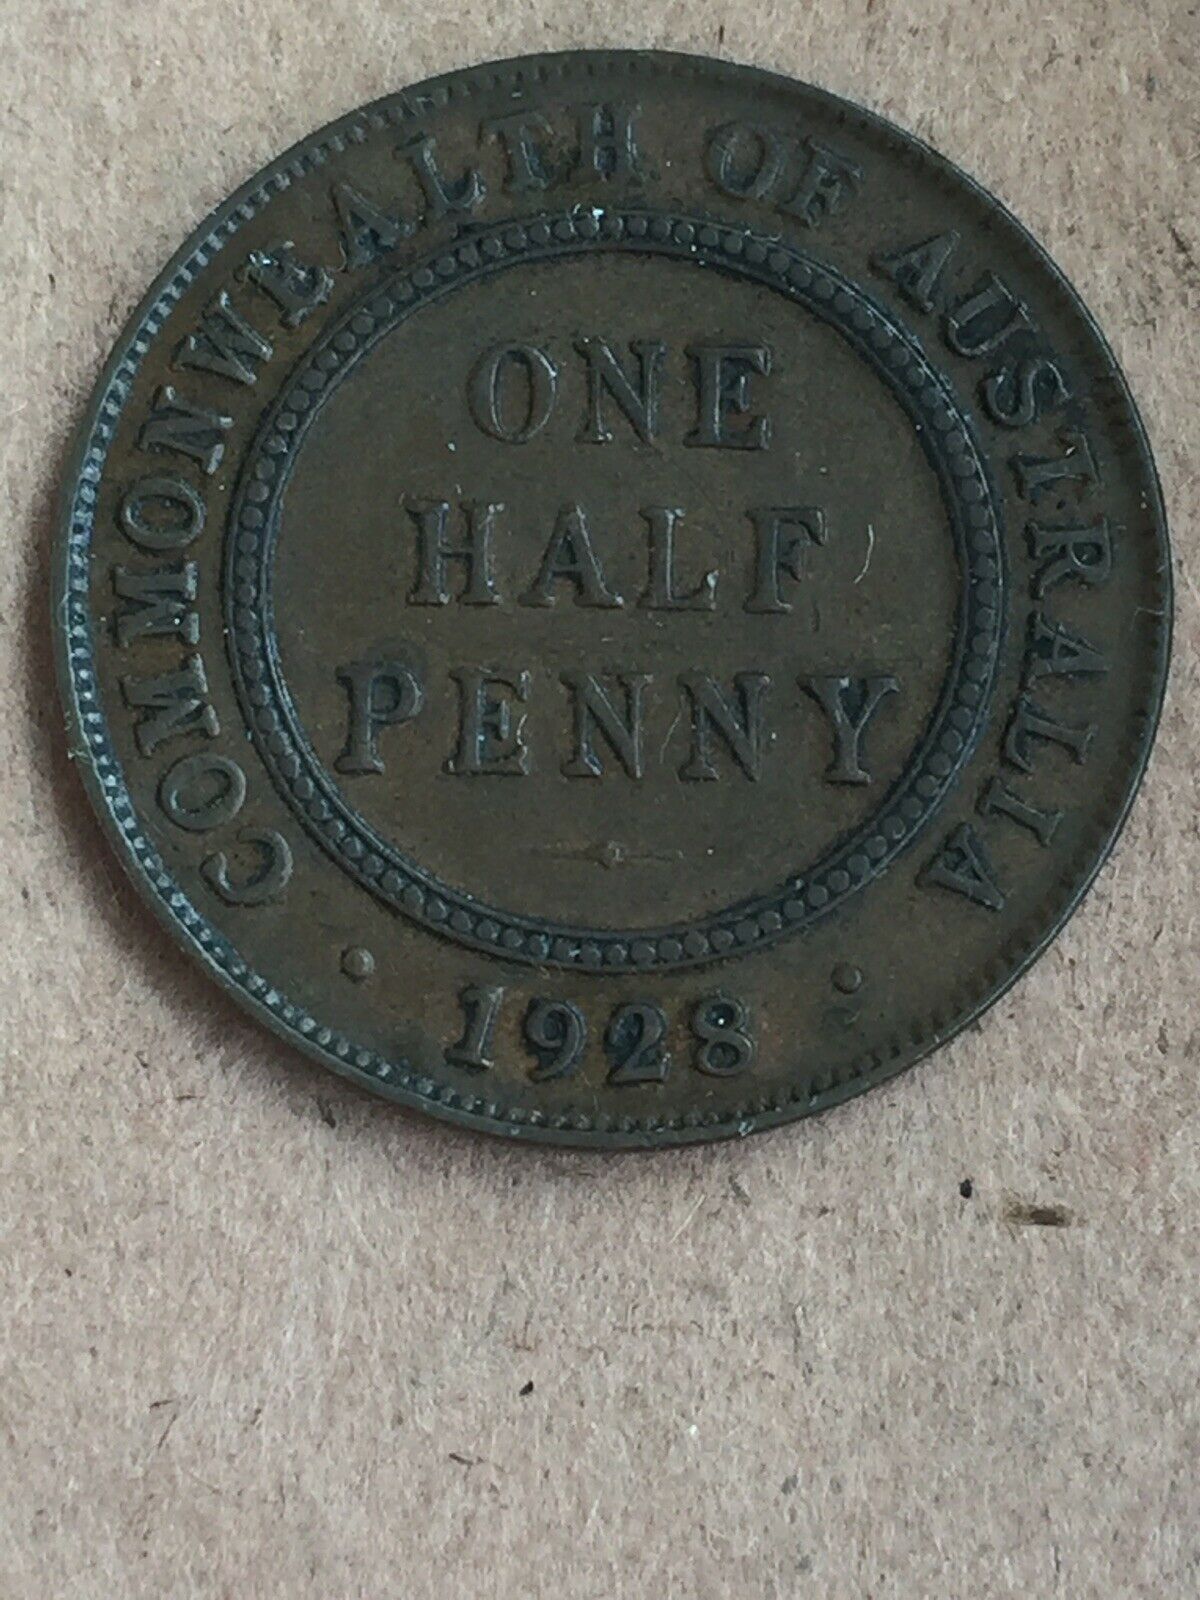 COMMONWEALTH OF AUSTRALIA
ONE
HALF
PENNY
· 1928 ·